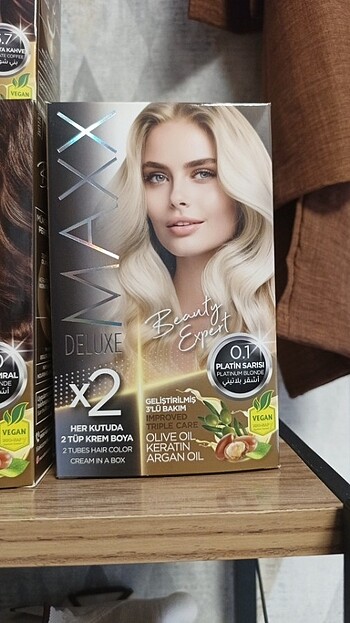 MAXX
DELUXE
Beauty
Expert
0.1
PLATİN SARISI
PLATINUM BLONDE
أشقر بلاتيني
x2
HER KUTUDA
2 TÜP KREM BOYA
2 TUBES HAIR COLOR
CREAM IN A BOX
GELİŞTİRİLMİŞ
3'LÜ BAKIM
IMPROVED
TRIPLE CARE
OLIVE OIL
KERATIN
ARGAN OIL
VEGAN
VEGAN
VEGAN